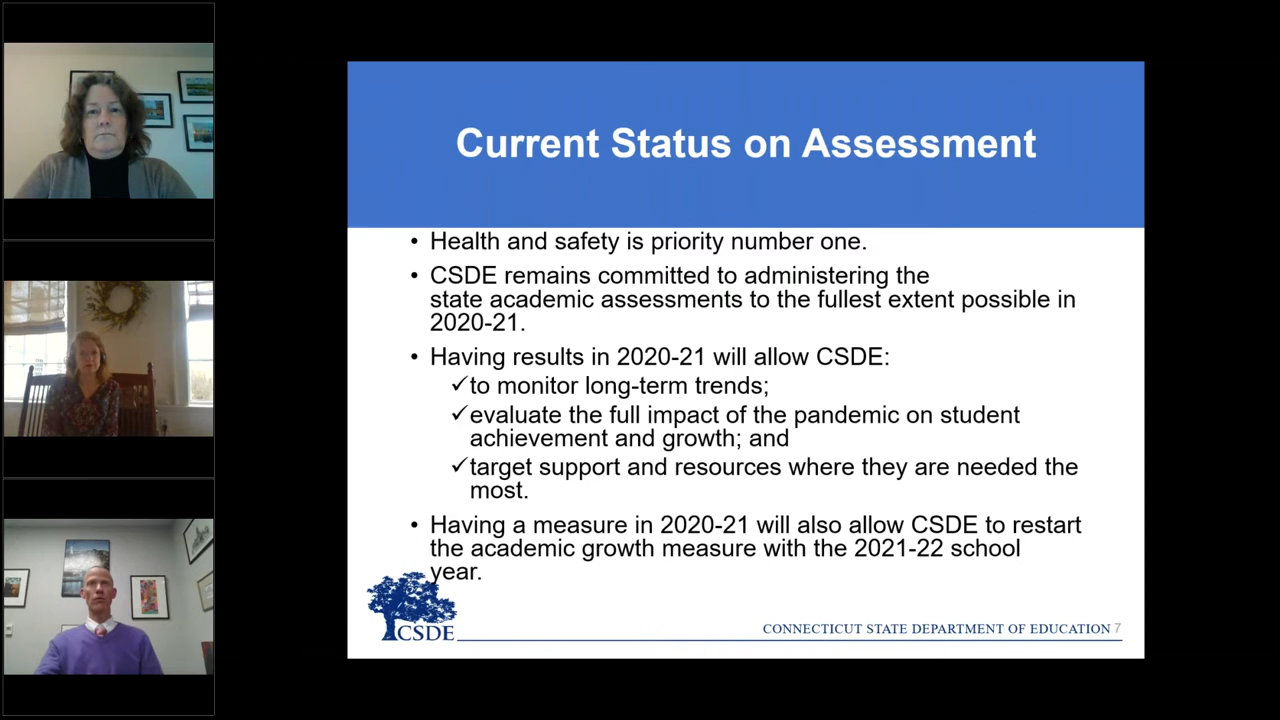 Current Status on Assessment
• Health and safety is priority number one.
• CSDE remains committed to administering the
state academic assessments to the fullest extent possible in
2020-21.
• Having results in 2020-21 will allow CSDE:
✓to monitor long-term trends;
✓evaluate the full impact of the pandemic on student
achievement and growth; and
✓target support and resources where they are needed the
most.
• Having a measure in 2020-21 will also allow CSDE to restart
the academic growth measure with the 2021-22 school
year.
CSDE
CONNECTICUT STATE DEPARTMENT OF EDUCATION 7